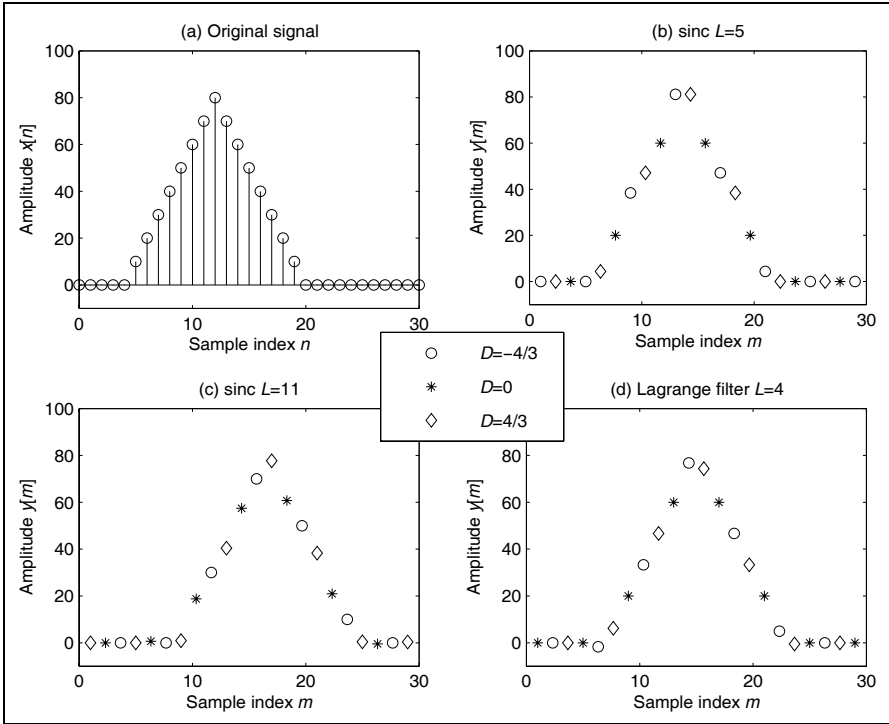 (a) Original signal
100
80
60
40
20
0
Amplitude x[n]
0 10 20 30
Sample index n
(b) sinc L=5
100
80
60
40
20
0
Amplitude y[m]
0 10 20 30
Sample index m
D=−4/3
D=0
D=4/3
(c) sinc L=11
100
80
60
40
20
0
Amplitude y[m]
0 10 20 30
Sample index m
(d) Lagrange filter L=4
80
60
40
20
0
Amplitude y[m]
0 10 20 30
Sample index m